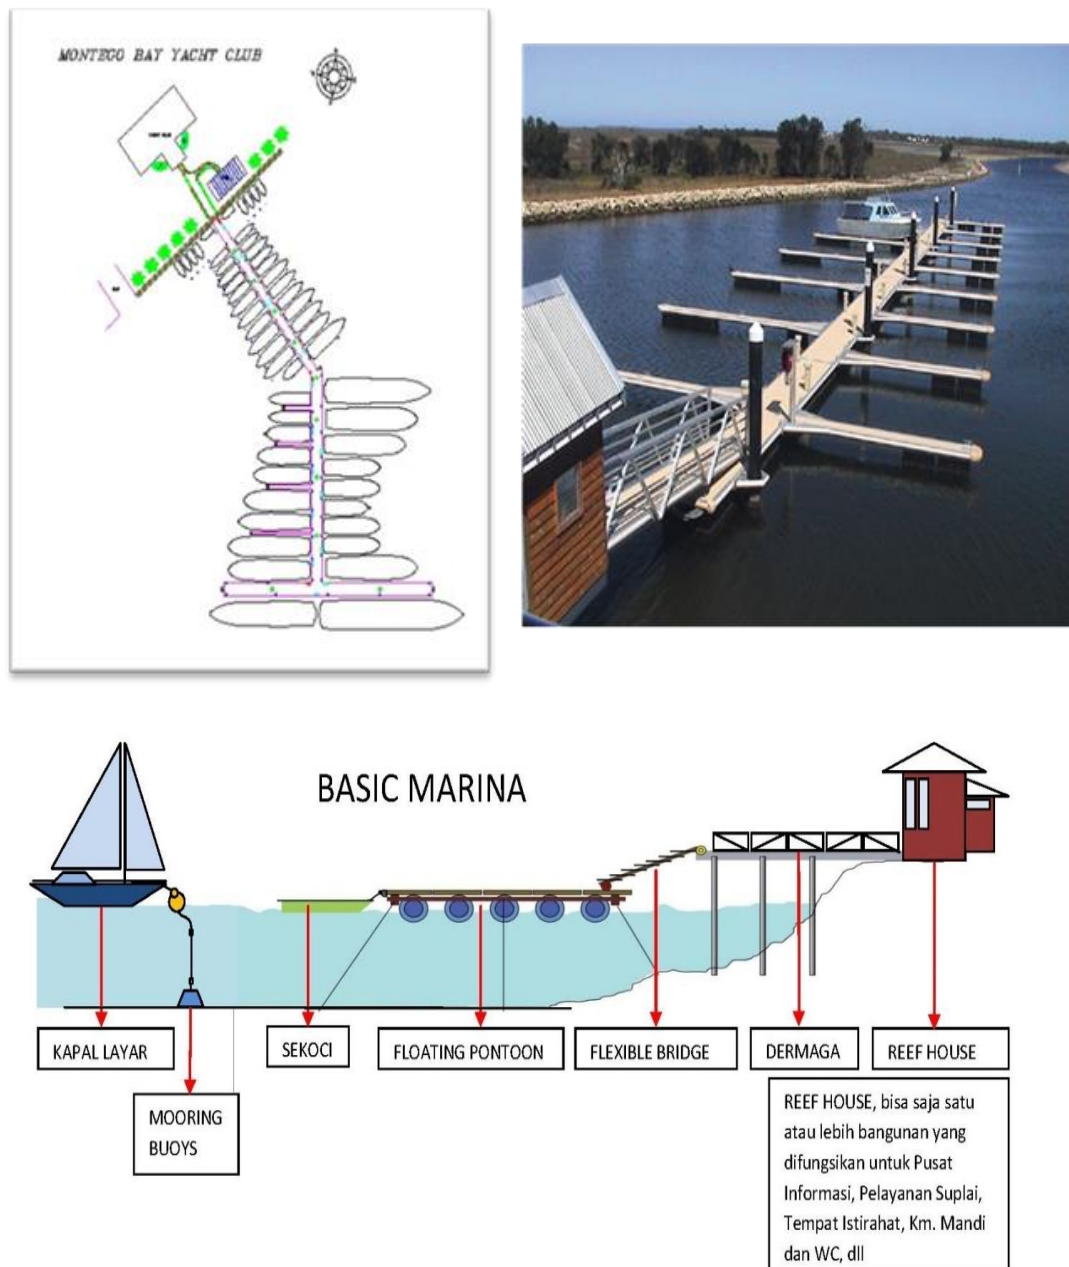 MONTEGO BAY YACHT CLUB
BASIC MARINA
KAPAL LAYAR
SEKOCI
FLOATING PONTOON
FLEXIBLE BRIDGE
DERMAGA
REEF HOUSE
MOORING
BUOYS
REEF HOUSE, bisa saja satu
atau lebih bangunan yang
difungsikan untuk Pusat
Informasi, Pelayanan Suplai,
Tempat Istirahat, Km. Mandi
dan WC, dll